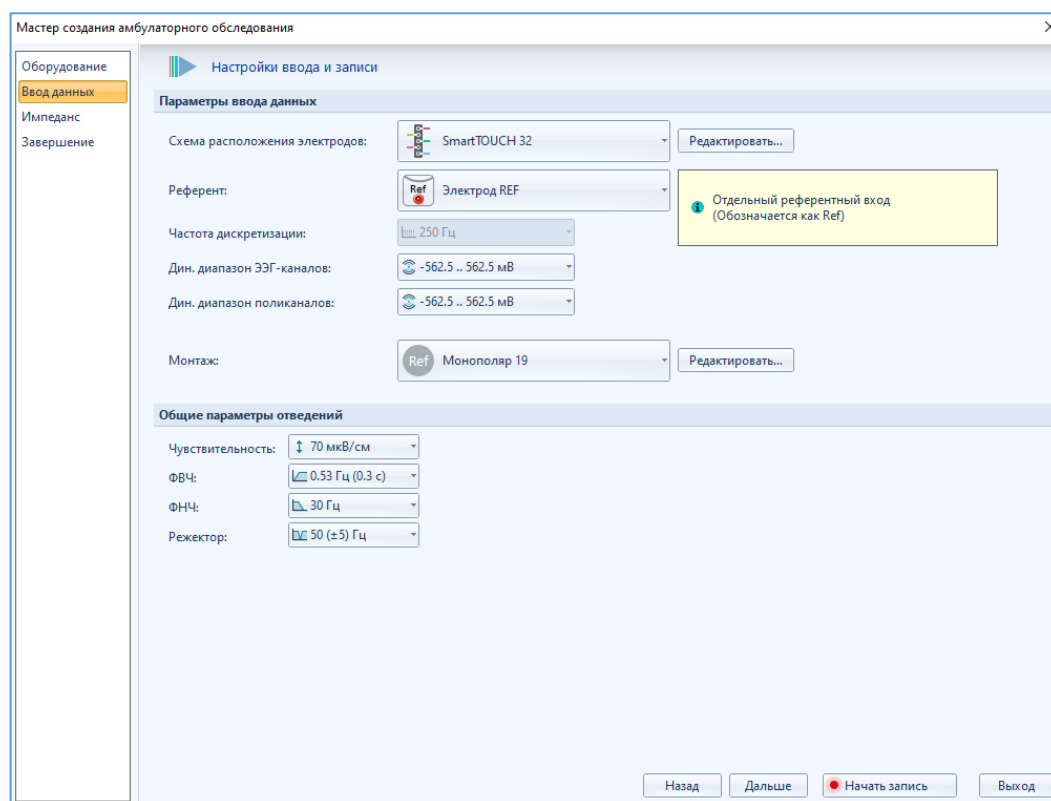 Мастер создания амбулаторного обследования
Оборудование
Ввод данных
Импеданс
Завершение
Настройки ввода и записи
Параметры ввода данных
Схема расположения электродов:
SmartTOUCH 32
Редактировать...
Референт:
Ref
Электрод REF
Отдельный референтный вход
(Обозначается как Ref)
Частота дискретизации:
250 Гц
Дин. диапазон ЭЭГ-каналов:
-562.5 .. 562.5 мВ
Дин. диапазон поликаналов:
-562.5 .. 562.5 мВ
Монтаж:
Ref
Монополяр 19
Редактировать...
Общие параметры отведений
Чувствительность:
70 мкВ/см
ФВЧ:
0.53 Гц (0.3 с)
ФНЧ:
30 Гц
Режектор:
50 (±5) Гц
Назад
Дальше
Начать запись
Выход